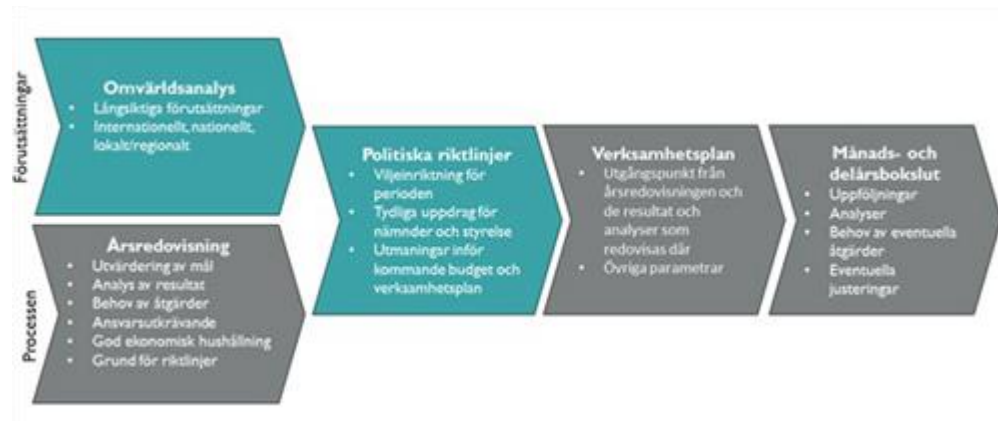 Förutsättningar
Omvärldsanalys
• Långsiktiga förutsättningar
• Internationellt, nationellt,
lokalt/regionalt
Processen
Årsredovisning
• Utvärdering av mål
• Analys av resultat
• Behov av åtgärder
• Ansvarsutkrävande
• God ekonomisk hushållning
• Grund för riktlinjer
Politiska riktlinjer
• Viljeinriktning för
perioden
• Tydliga uppdrag för
nämnder och styrelse
• Utmaningar inför
kommande budget och
verksamhetsplan
Verksamhetsplan
• Utgångspunkt från
årsredovisningen och
de resultat och
analyser som
redovisas där
• Övriga parametrar
Månads- och
delårsbokslut
• Uppföljningar
• Analyser
• Behov av eventuella
åtgärder
• Eventuella
justeringar